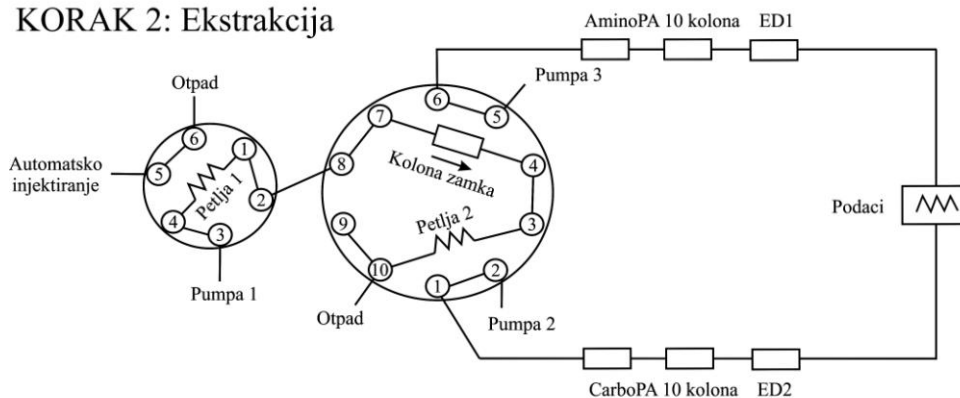 KORAK 2: Ekstrakcija
AminoPA 10 kolona
ED1
Otpad
Pumpa 3
6
5
7
6
1
Automatsko
injektiranje
5
Petlja 1
2
8
Kolona zamka
4
4
3
9
Petlja 2
3
Podaci
10
1
2
Pumpa 1
Otpad
Pumpa 2
CarboPA 10 kolona
ED2